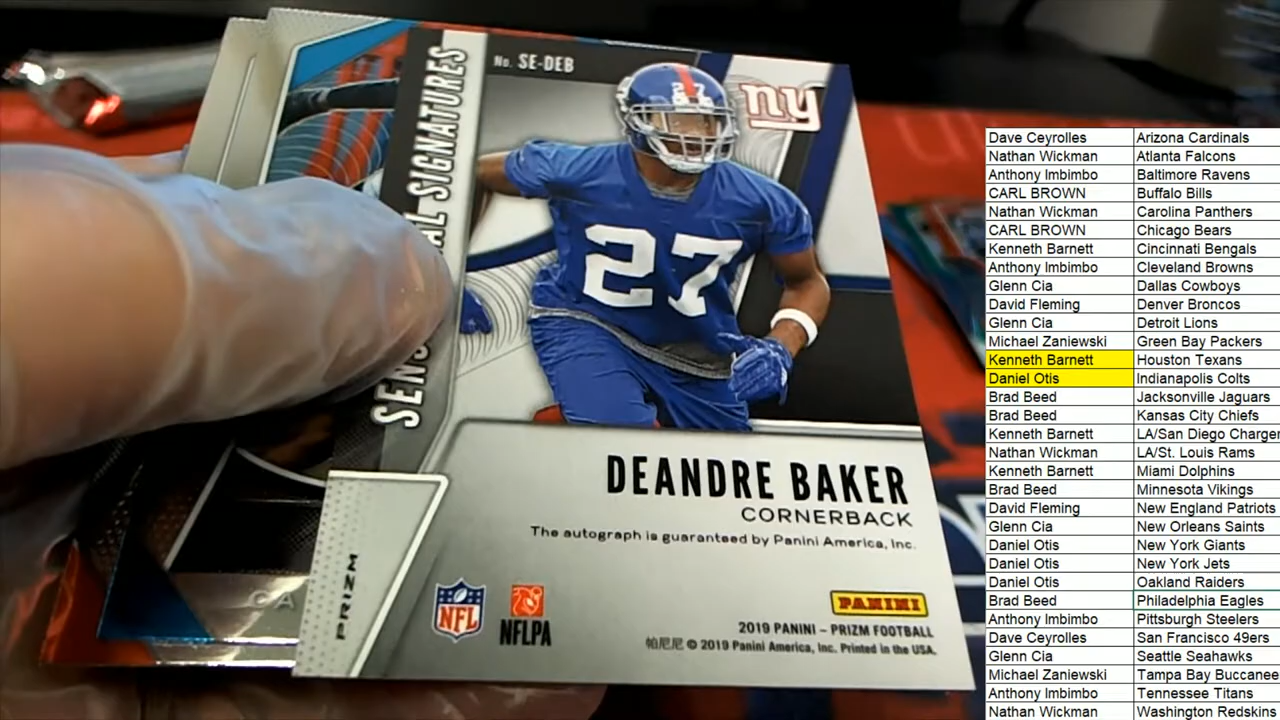 No. SE-DEB
ny
SIGNATURES
27
DEANDRE BAKER
CORNERBACK
The autograph is guaranteed by Panini America, Inc.
PRIZM
NFL
NFLPA
PANINI
2019 PANINI – PRIZM FOOTBALL
帕尼尼 © 2019 Panini America, Inc. Printed in the USA.
CA
Dave Ceyrolles Arizona Cardinals
Nathan Wickman Atlanta Falcons
Anthony Imbimbo Baltimore Ravens
CARL BROWN Buffalo Bills
Nathan Wickman Carolina Panthers
CARL BROWN Chicago Bears
Kenneth Barnett Cincinnati Bengals
Anthony Imbimbo Cleveland Browns
Glenn Cia Dallas Cowboys
David Fleming Denver Broncos
Glenn Cia Detroit Lions
Michael Zaniewski Green Bay Packers
Kenneth Barnett Houston Texans
Daniel Otis Indianapolis Colts
Brad Beed Jacksonville Jaguars
Brad Beed Kansas City Chiefs
Kenneth Barnett LA/San Diego Charger
Nathan Wickman LA/St. Louis Rams
Kenneth Barnett Miami Dolphins
Brad Beed Minnesota Vikings
David Fleming New England Patriots
Glenn Cia New Orleans Saints
Daniel Otis New York Giants
Daniel Otis New York Jets
Daniel Otis Oakland Raiders
Brad Beed Philadelphia Eagles
Anthony Imbimbo Pittsburgh Steelers
Dave Ceyrolles San Francisco 49ers
Glenn Cia Seattle Seahawks
Michael Zaniewski Tampa Bay Buccanee
Anthony Imbimbo Tennessee Titans
Nathan Wickman Washington Redskins